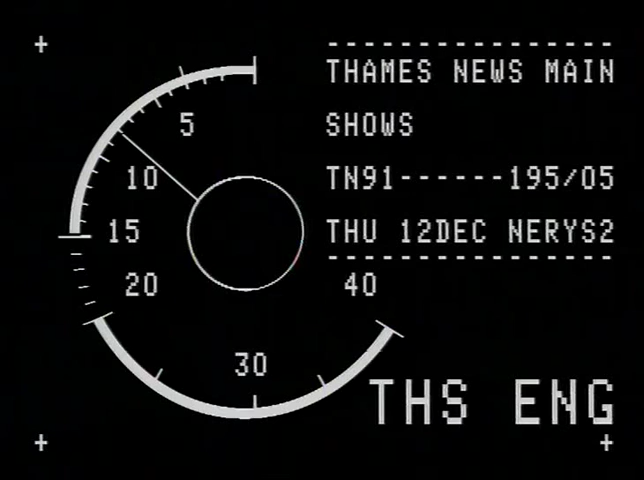 -----------------
THAMES NEWS MAIN
SHOWS
TN91------195/05
THU 12DEC NERYS2
-----------------
5
10
15
20
30
40
THS ENG